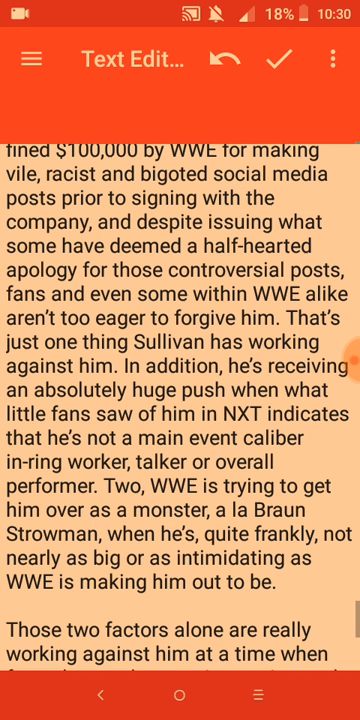 18% 10:30
Text Edit...
fined $100,000 by WWE for making
vile, racist and bigoted social media
posts prior to signing with the
company, and despite issuing what
some have deemed a half-hearted
apology for those controversial posts,
fans and even some within WWE alike
aren’t too eager to forgive him. That’s
just one thing Sullivan has working
against him. In addition, he’s receiving
an absolutely huge push when what
little fans saw of him in NXT indicates
that he’s not a main event caliber
in-ring worker, talker or overall
performer. Two, WWE is trying to get
him over as a monster, a la Braun
Strowman, when he’s, quite frankly, not
nearly as big or as intimidating as
WWE is making him out to be.
Those two factors alone are really
working against him at a time when